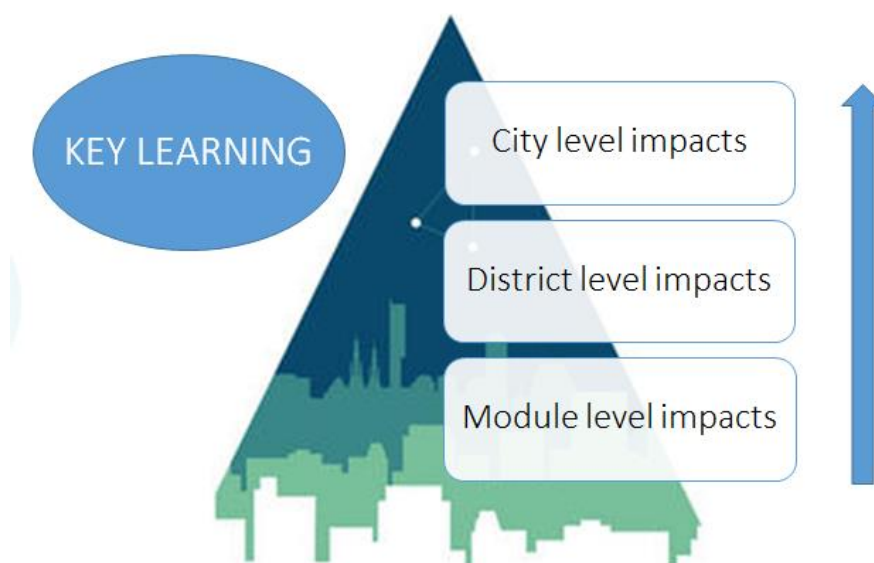 KEY LEARNING
City level impacts
District level impacts
Module level impacts